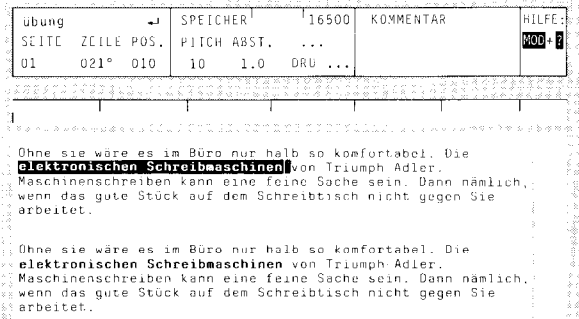 übung ↵ SPEICHER 16500 KOMMENTAR HILFE:
SEITE ZEILE POS. PITCH ABST. ... MOD+?
01 021° 010 10 1.0 DRU ...
Ohne sie wäre es im Büro nur halb so komfortabel. Die
elektronischen Schreibmaschinen von Triumph Adler.
Maschinenschreiben kann eine feine Sache sein. Dann nämlich,
wenn das gute Stück auf dem Schreibtisch nicht gegen Sie
arbeitet.
Ohne sie wäre es im Büro nur halb so komfortabel. Die
elektronischen Schreibmaschinen von Triumph Adler.
Maschinenschreiben kann eine feine Sache sein. Dann nämlich,
wenn das gute Stück auf dem Schreibtisch nicht gegen Sie
arbeitet.